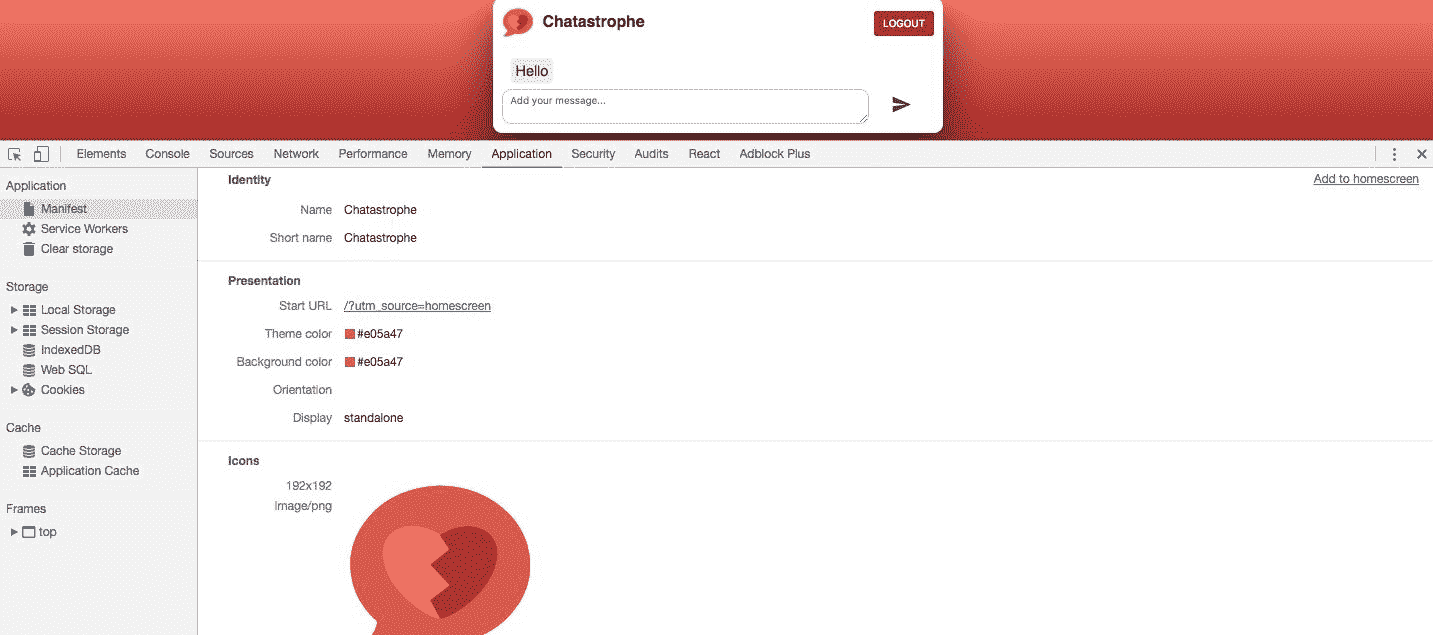 Chatastrophe
LOGOUT
Hello
Add your message...
Elements Console Sources Network Performance Memory Application Security Audits React Adblock Plus
Application
Manifest
Service Workers
Clear storage
Storage
Local Storage
Session Storage
IndexedDB
Web SQL
Cookies
Cache
Cache Storage
Application Cache
Frames
top
Identity
Add to homescreen
Name Chatastrophe
Short name Chatastrophe
Presentation
Start URL /?utm_source=homescreen
Theme color #e05a47
Background color #e05a47
Orientation
Display standalone
Icons
192x192
image/png